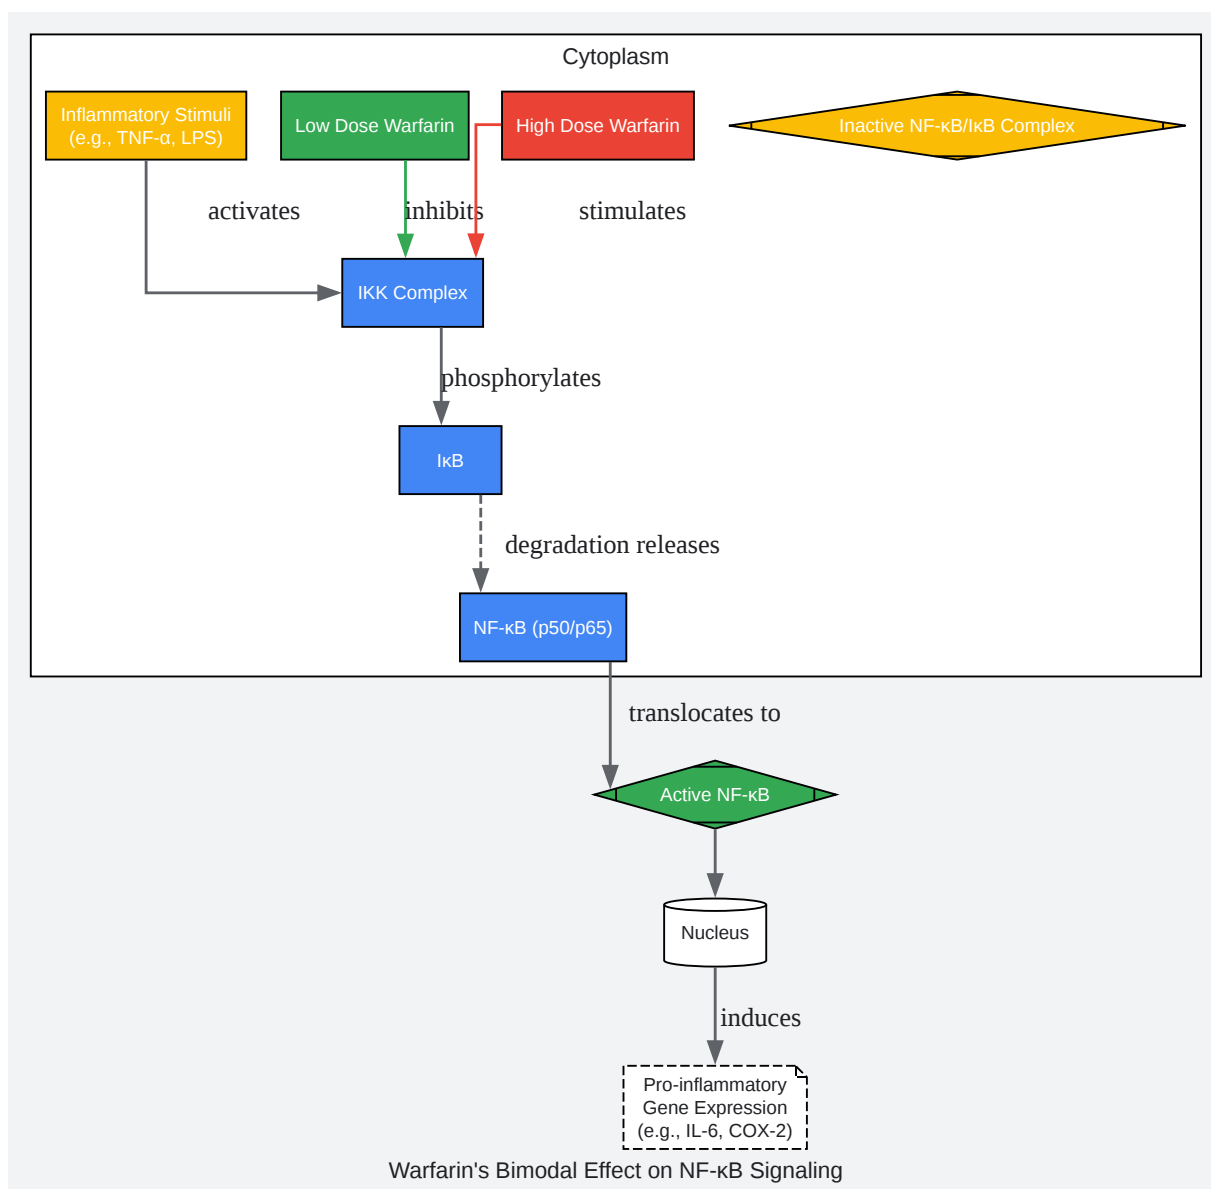 Cytoplasm
Inflammatory Stimuli
(e.g., TNF-α, LPS)
Low Dose Warfarin
High Dose Warfarin
Inactive NF-κB/IκB Complex
activates
inhibits
stimulates
IKK Complex
phosphorylates
IκB
degradation releases
NF-κB (p50/p65)
translocates to
Active NF-κB
Nucleus
induces
Pro-inflammatory
Gene Expression
(e.g., IL-6, COX-2)
Warfarin's Bimodal Effect on NF-κB Signaling